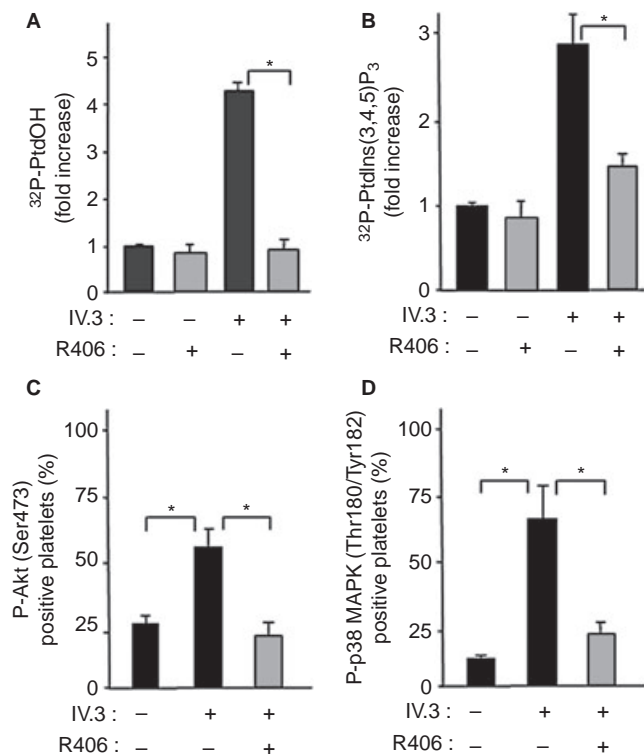 A
³²P-PtdOH
(fold increase)
5
4
2
1
0
*
IV.3 : – – + +
R406 : – + – +
B
³²P-PtdIns(3,4,5)P₃
(fold increase)
3
2
1
0
*
IV.3 : – – + +
R406 : – + – +
C
P-Akt (Ser473)
positive platelets (%)
100
75
50
25
0
* *
IV.3 : – + +
R406 : – – +
D
P-p38 MAPK (Thr180/Tyr182)
positive platelets (%)
100
75
50
25
0
* *
IV.3 : – + +
R406 : – – +